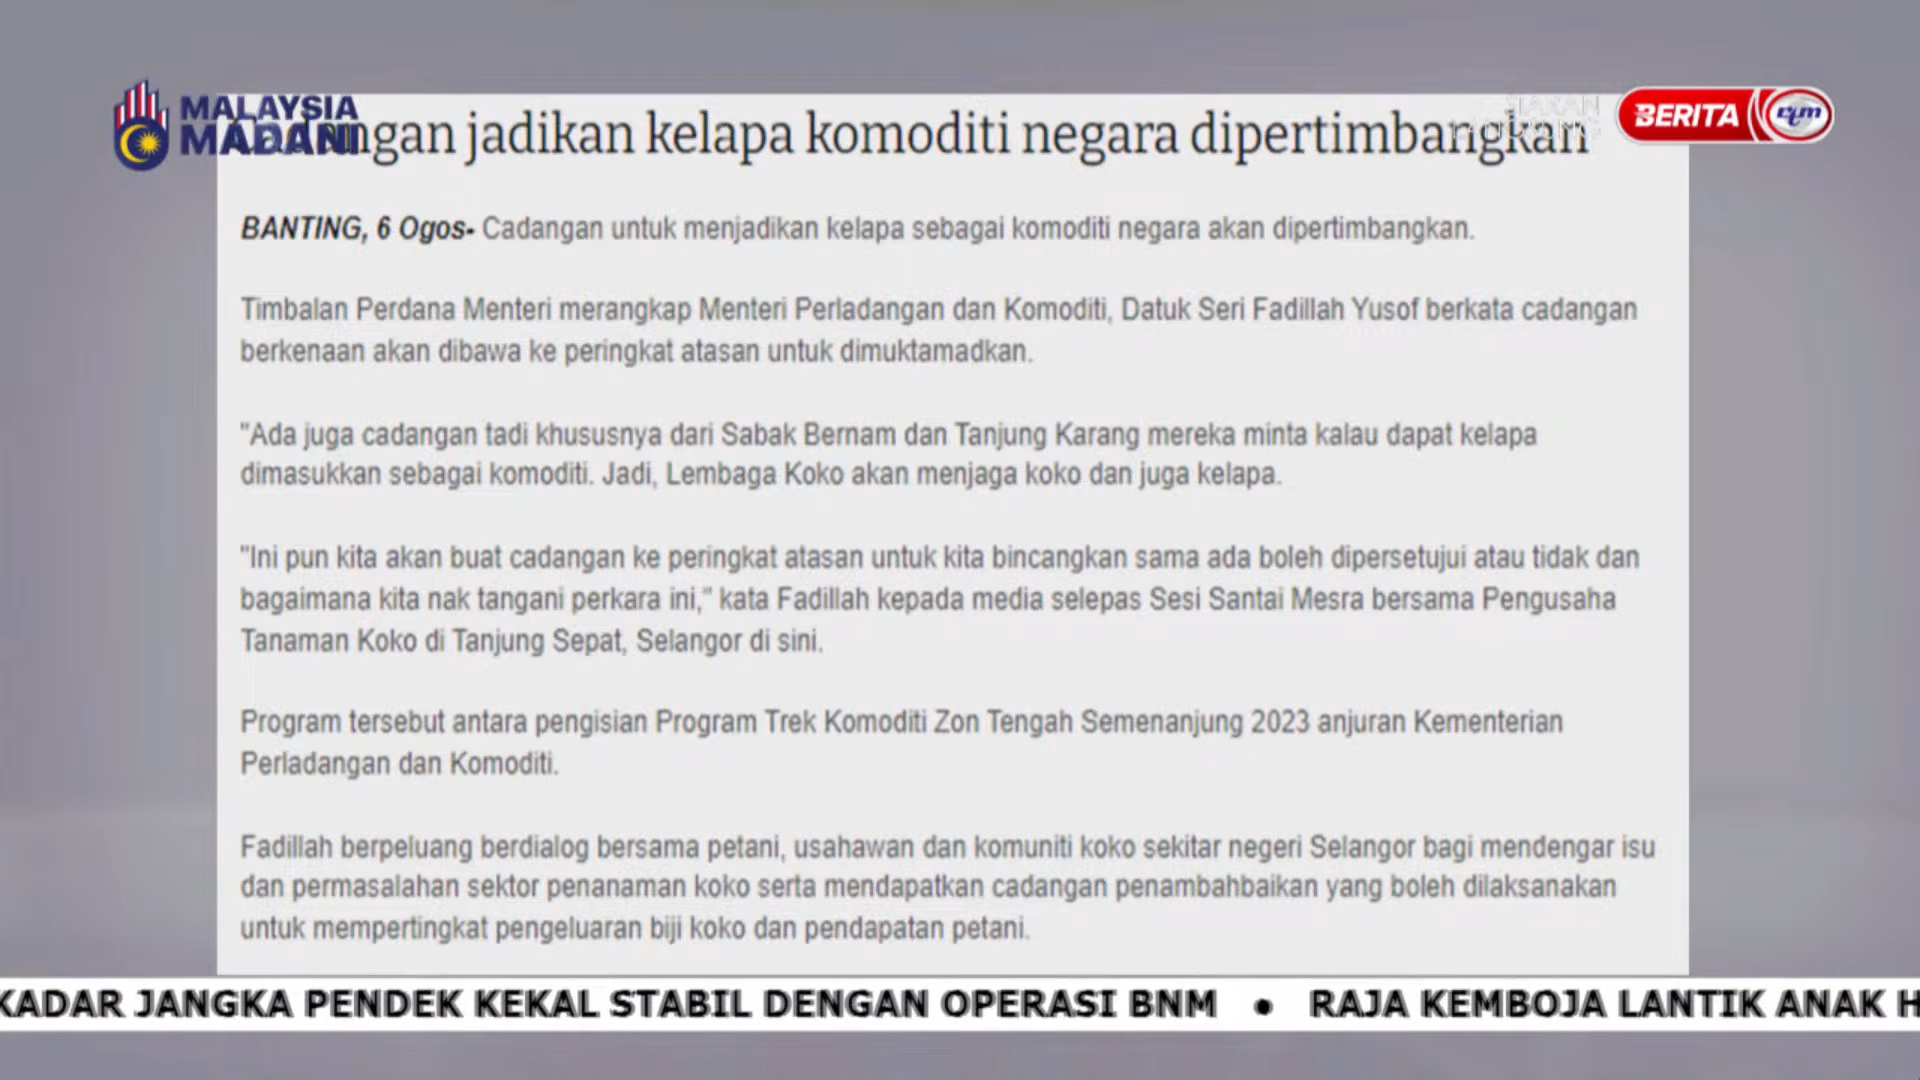 MALAYSIA
MADANI
SIARAN
BERITA rtm
jadikan kelapa komoditi negara dipertimbangkan
BANTING, 6 Ogos- Cadangan untuk menjadikan kelapa sebagai komoditi negara akan dipertimbangkan.
Timbalan Perdana Menteri merangkap Menteri Perladangan dan Komoditi, Datuk Seri Fadillah Yusof berkata cadangan
berkenaan akan dibawa ke peringkat atasan untuk dimuktamadkan.
"Ada juga cadangan tadi khususnya dari Sabak Bernam dan Tanjung Karang mereka minta kalau dapat kelapa
dimasukkan sebagai komoditi. Jadi, Lembaga Koko akan menjaga koko dan juga kelapa.
"Ini pun kita akan buat cadangan ke peringkat atasan untuk kita bincangkan sama ada boleh dipersetujui atau tidak dan
bagaimana kita nak tangani perkara ini," kata Fadillah kepada media selepas Sesi Santai Mesra bersama Pengusaha
Tanaman Koko di Tanjung Sepat, Selangor di sini.
Program tersebut antara pengisian Program Trek Komoditi Zon Tengah Semenanjung 2023 anjuran Kementerian
Perladangan dan Komoditi.
Fadillah berpeluang berdialog bersama petani, usahawan dan komuniti koko sekitar negeri Selangor bagi mendengar isu
dan permasalahan sektor penanaman koko serta mendapatkan cadangan penambahbaikan yang boleh dilaksanakan
untuk mempertingkat pengeluaran biji koko dan pendapatan petani.
KADAR JANGKA PENDEK KEKAL STABIL DENGAN OPERASI BNM • RAJA KEMBOJA LANTIK ANAK H